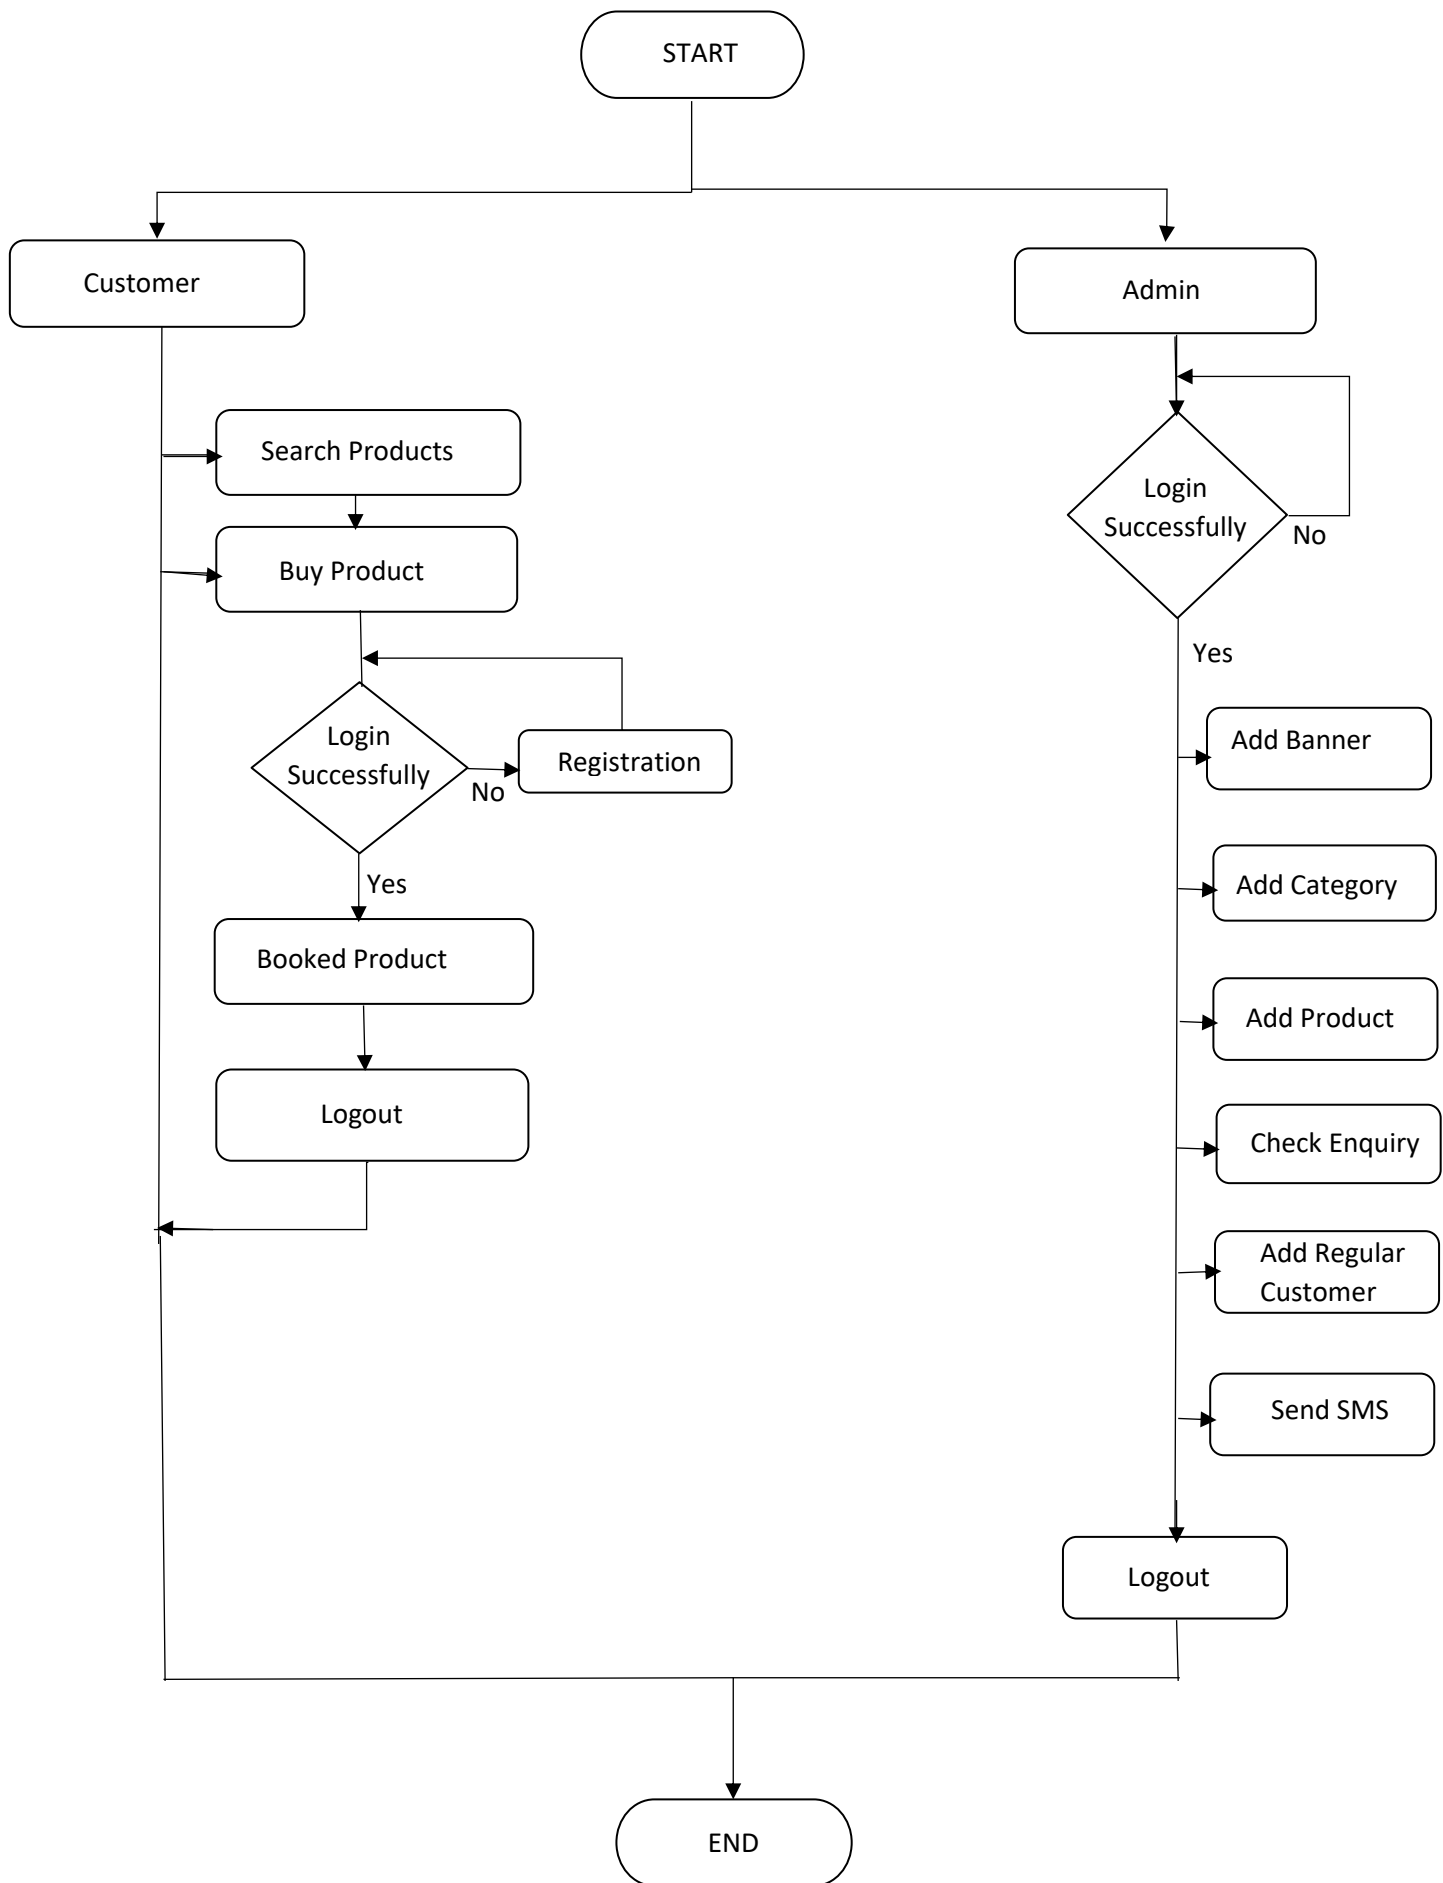 START
Customer
Admin
Search Products
Buy Product
Login
Successfully
No
Registration
Yes
Booked Product
Logout
Login
Successfully
No
Yes
Add Banner
Add Category
Add Product
Check Enquiry
Add Regular
Customer
Send SMS
Logout
END